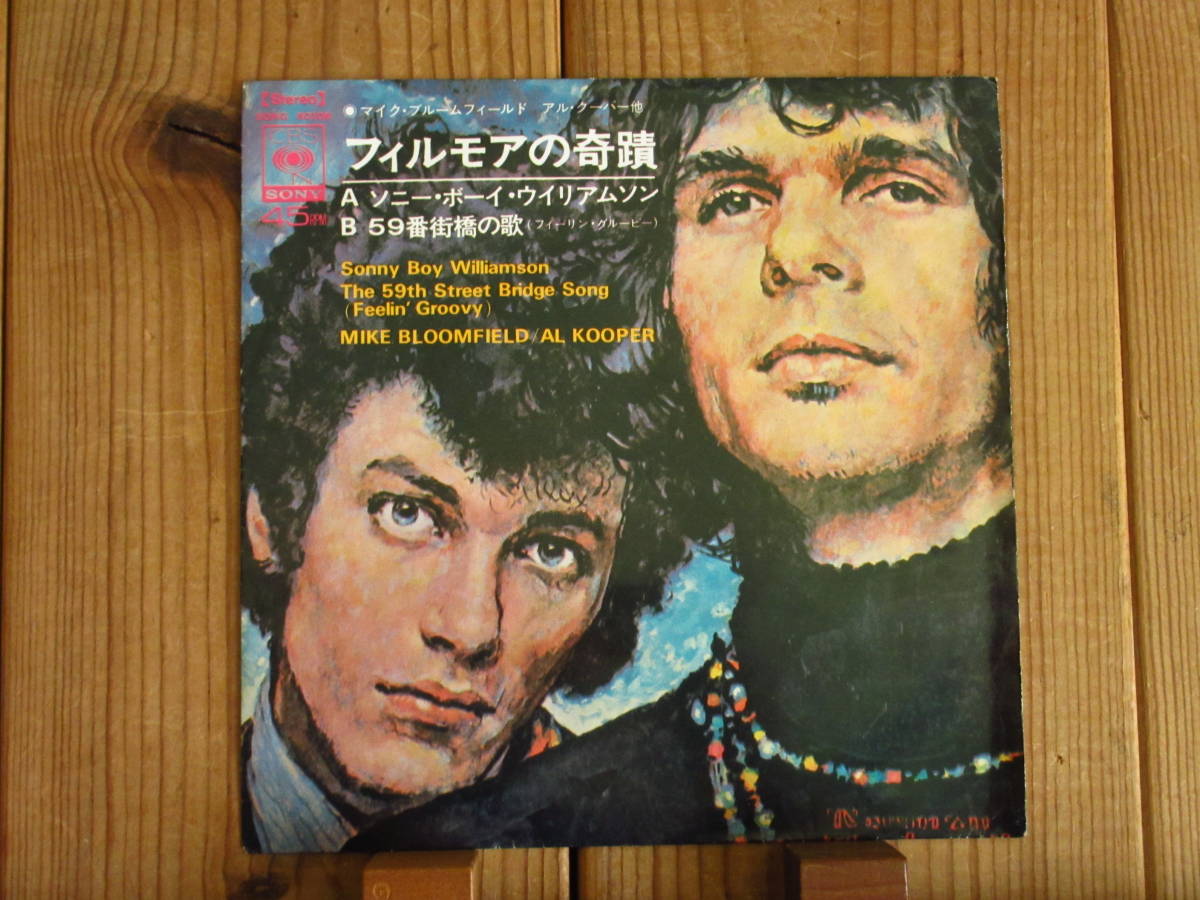 [Stereo]
● マイク・ブルームフィールド アル・クーパー他
CBS
フィルモアの奇蹟
SONY
A ソニー・ボーイ・ウイリアムソン
45RPM
B 59番街橋の歌(フィーリン・グルービー)
Sonny Boy Williamson
The 59th Street Bridge Song
(Feelin' Groovy)
MIKE BLOOMFIELD/AL KOOPER